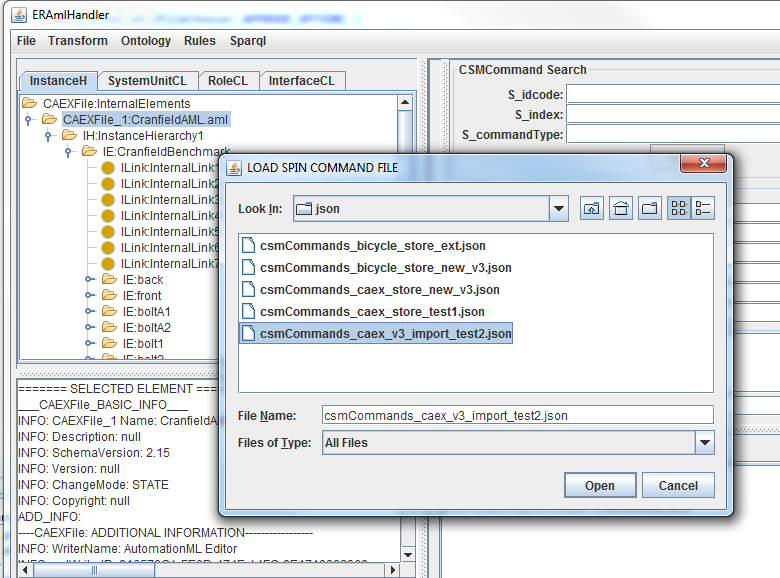 ERAmlHandler
File Transform Ontology Rules Sparql
InstanceH SystemUnitCL RoleCL InterfaceCL
CAEXFile:InternalElements
CAEXFile_1:CranfieldAML.aml
IH:InstanceHierarchy1
IE:CranfieldBenchmark
ILink:InternalLink1
ILink:InternalLink2
ILink:InternalLink3
ILink:InternalLink4
ILink:InternalLink5
ILink:InternalLink6
ILink:InternalLink7
IE:back
IE:front
IE:boltA1
IE:boltA2
IE:bolt1
======= SELECTED ELEMENT ===
___CAEXFile_BASIC_INFO___
INFO: CAEXFile_1 Name: CranfieldA
INFO: Description: null
INFO: SchemaVersion: 2.15
INFO: Version: null
INFO: ChangeMode: STATE
INFO: Copyright: null
ADD_INFO:
----CAEXFile: ADDITIONAL INFORMATION-----------------
INFO: WriterName: AutomationML Editor
CSMCommand Search
S_idcode:
S_index:
S_commandType:
LOAD SPIN COMMAND FILE
Look In: json
csmCommands_bicycle_store_ext.json
csmCommands_bicycle_store_new_v3.json
csmCommands_caex_store_new_v3.json
csmCommands_caex_store_test1.json
csmCommands_caex_v3_import_test2.json
File Name: csmCommands_caex_v3_import_test2.json
Files of Type: All Files
Open Cancel